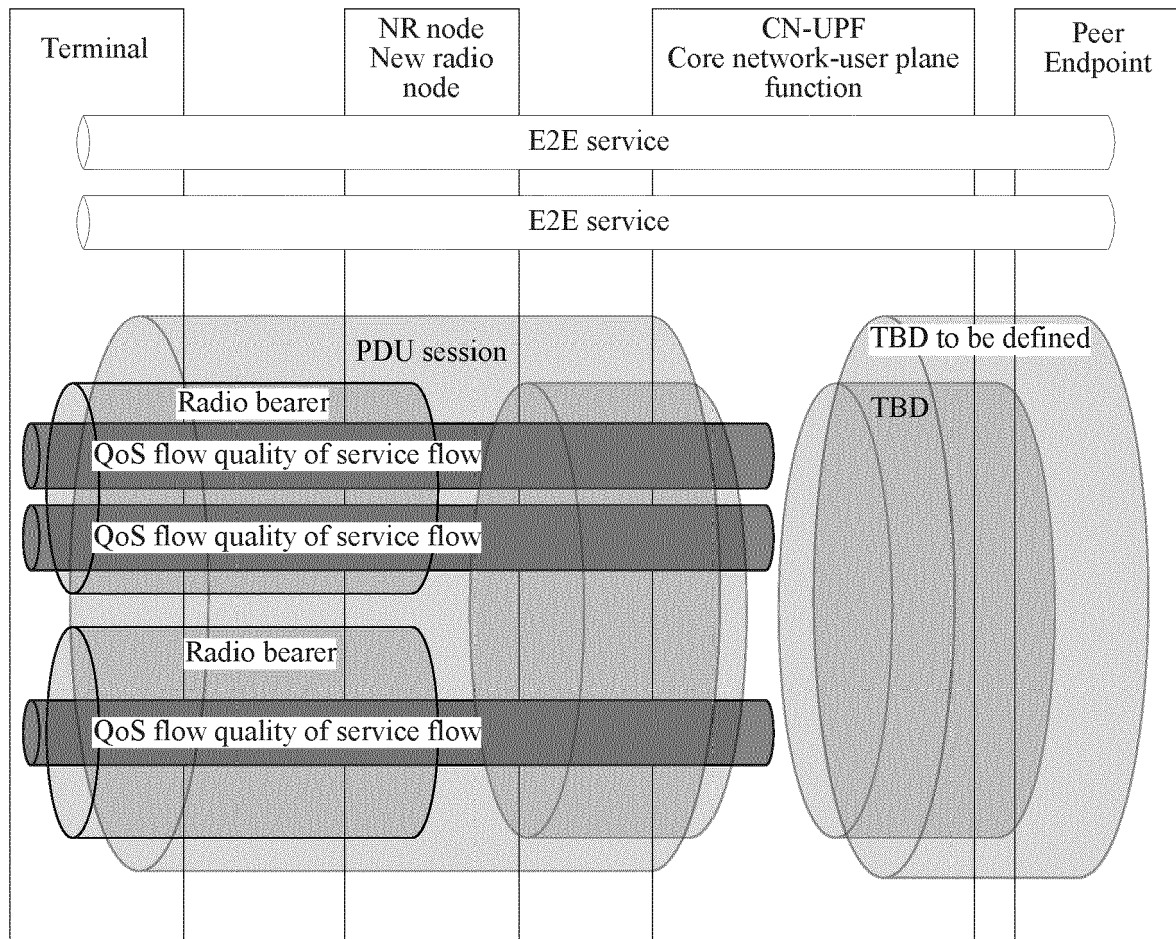 Terminal
NR node
New radio
node
CN-UPF
Core network-user plane
function
Peer
Endpoint
E2E service
E2E service
PDU session
TBD to be defined
Radio bearer
TBD
QoS flow quality of service flow
QoS flow quality of service flow
Radio bearer
QoS flow quality of service flow